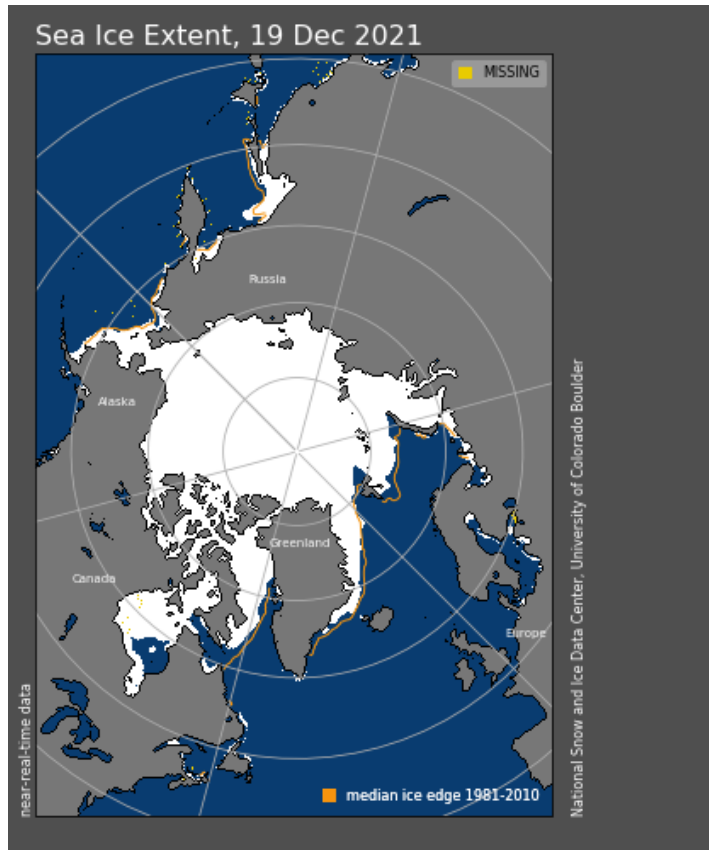 Sea Ice Extent, 19 Dec 2021
MISSING
Russia
Alaska
Greenland
Canada
Europe
near-real-time data
median ice edge 1981-2010
National Snow and Ice Data Center, University of Colorado Boulder